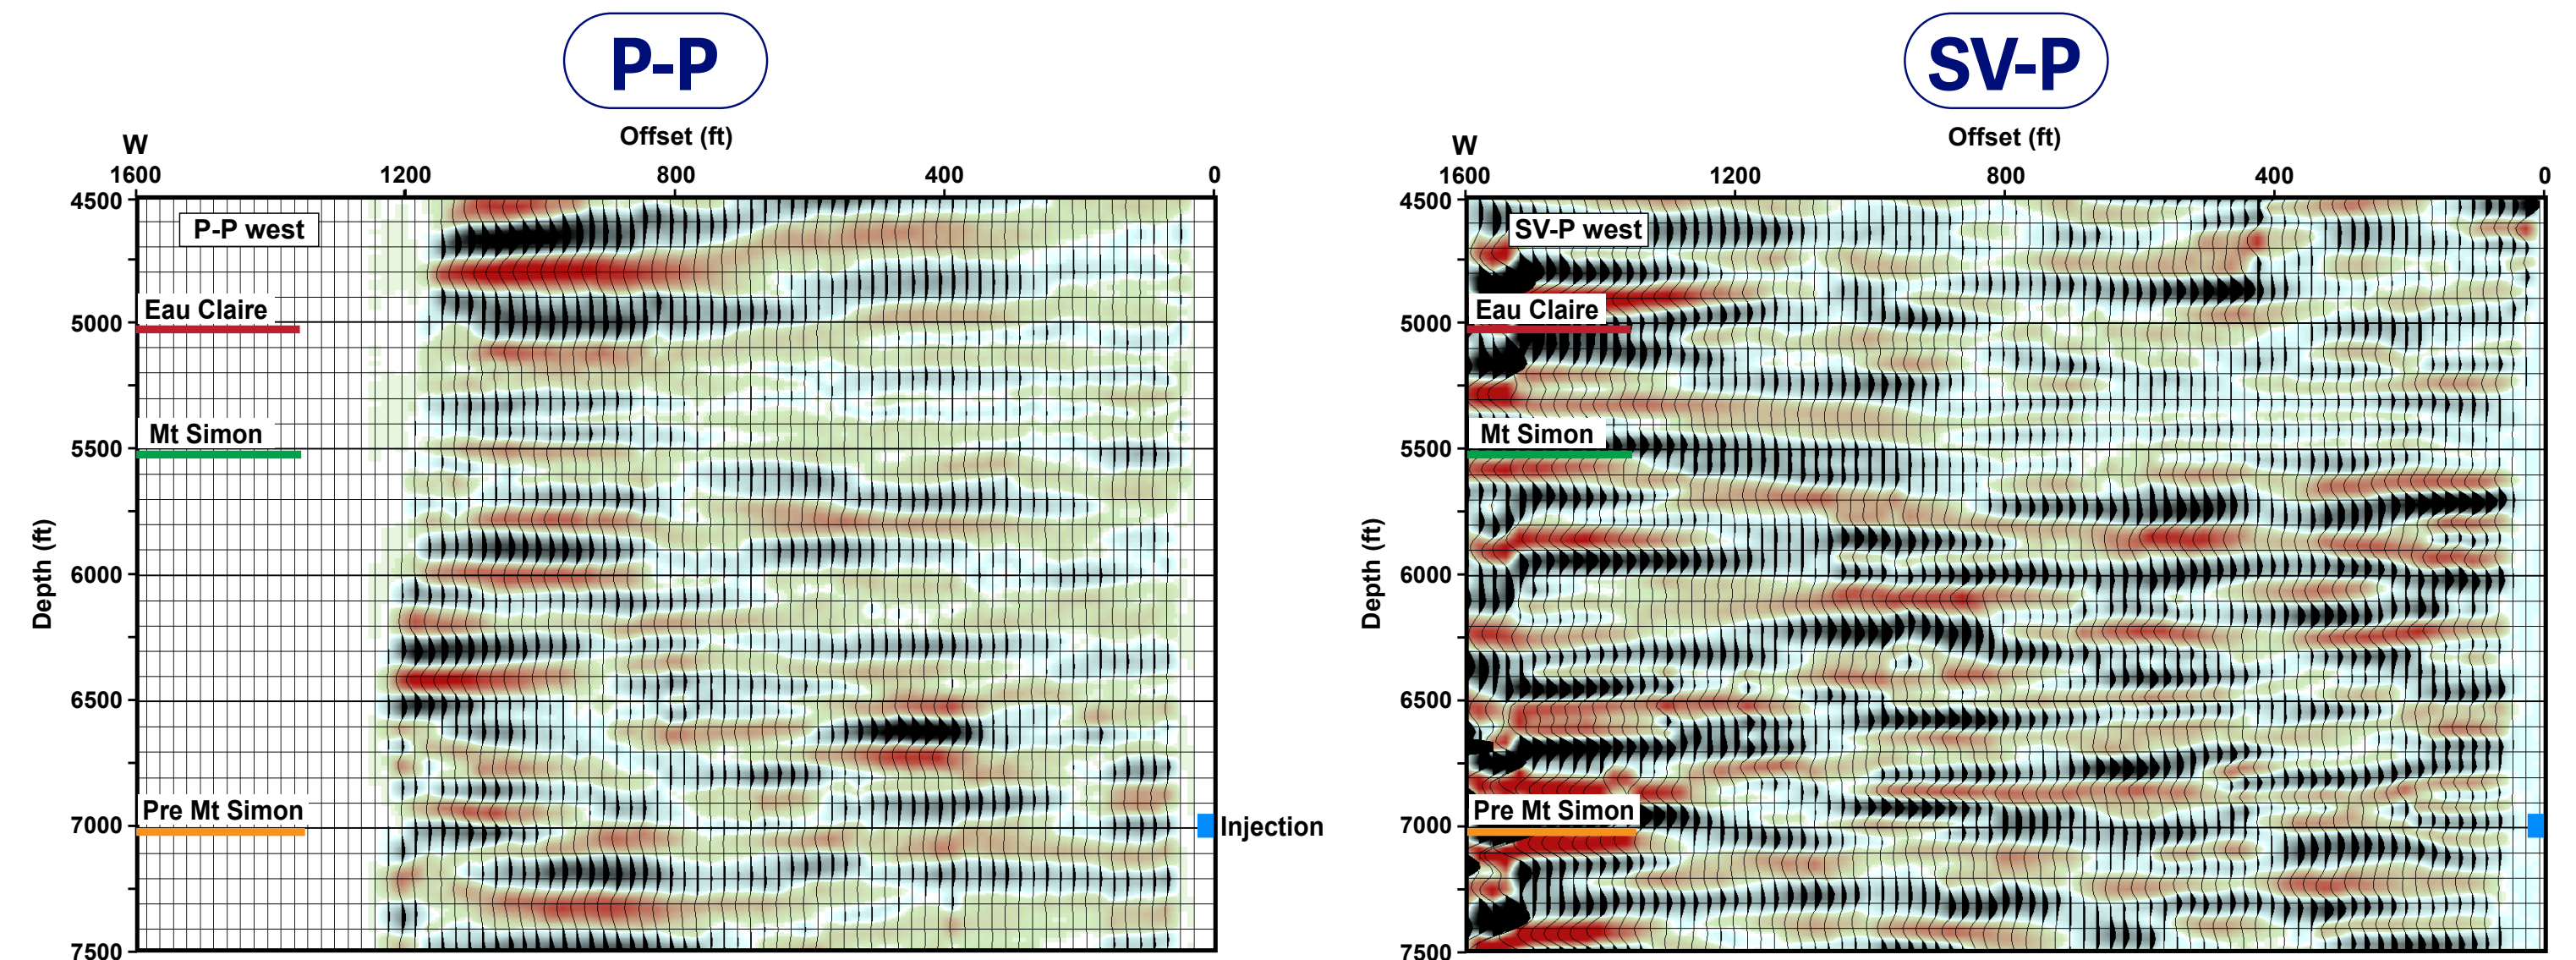 P-P
Offset (ft)
W
1600 1200 800 400 0
4500
P-P west
Eau Claire
5000
Mt Simon
5500
Depth (ft)
6000
6500
Pre Mt Simon
7000
Injection
7500
SV-P
Offset (ft)
W
1600 1200 800 400 0
4500
SV-P west
Eau Claire
5000
Mt Simon
5500
Depth (ft)
6000
6500
Pre Mt Simon
7000
7500